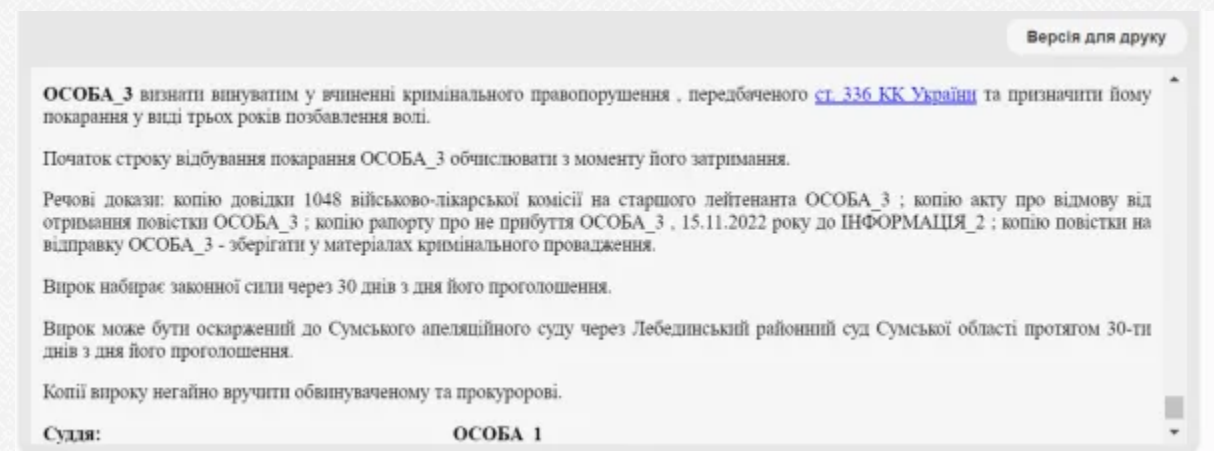 Версія для друку
ОСОБА_3 визнати винуватим у вчиненні кримінального правопорушення , передбаченого ст. 336 КК України та призначити йому
покарання у виді трьох років позбавлення волі.
Початок строку відбування покарання ОСОБА_3 обчислювати з моменту його затримання.
Речові докази: копію довідки 1048 військово-лікарської комісії на старшого лейтенанта ОСОБА_3 ; копію акту про відмову від
отримання повістки ОСОБА_3 ; копію рапорту про не прибуття ОСОБА_3 , 15.11.2022 року до ІНФОРМАЦІЯ_2 ; копію повістки на
відправку ОСОБА_3 - зберігати у матеріалах кримінального провадження.
Вирок набирає законної сили через 30 днів з дня його проголошення.
Вирок може бути оскаржений до Сумського апеляційного суду через Лебединський районний суд Сумської області протягом 30-ти
днів з дня його проголошення.
Копії вироку негайно вручити обвинуваченому та прокуророві.
Суддя: ОСОБА_1